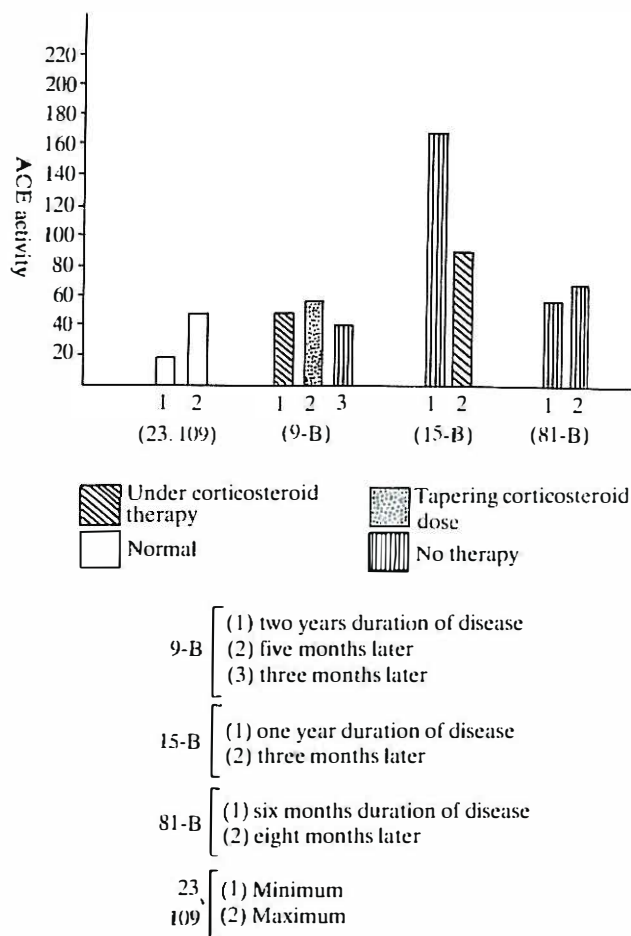 220
200
180
160
140
120
100
80
60
40
20
ACE activity
1 2 1 2 3 1 2 1 2
(23. 109) (9-B) (15-B) (81-B)
Under corticosteroid therapy
Tapering corticosteroid dose
Normal
No therapy
9-B
(1) two years duration of disease
(2) five months later
(3) three months later
15-B
(1) one year duration of disease
(2) three months later
81-B
(1) six months duration of disease
(2) eight months later
23,
109
(1) Minimum
(2) Maximum